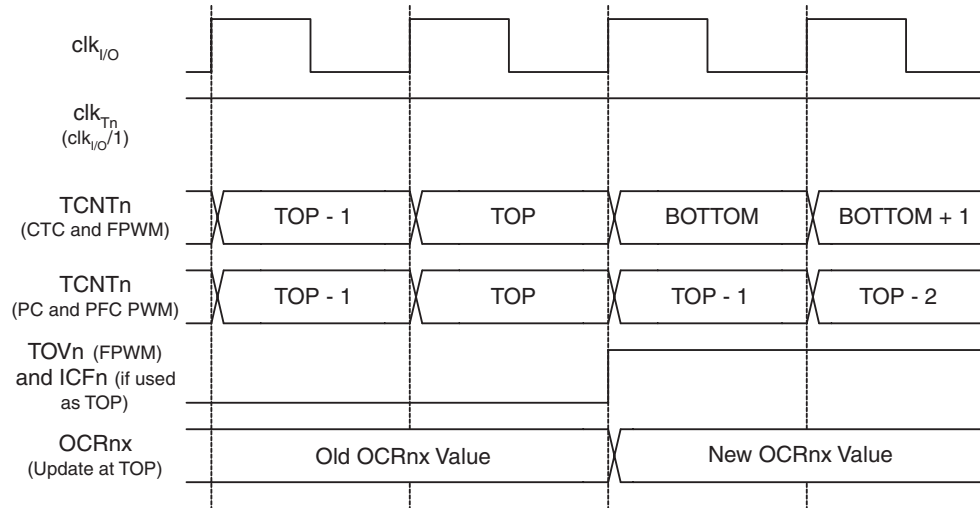 clkI/O
clkTn
(clkI/O/1)
TCNTn
(CTC and FPWM)
TOP - 1
TOP
BOTTOM
BOTTOM + 1
TCNTn
(PC and PFC PWM)
TOP - 1
TOP
TOP - 1
TOP - 2
TOVn (FPWM)
and ICFn (if used
as TOP)
OCRnx
(Update at TOP)
Old OCRnx Value
New OCRnx Value